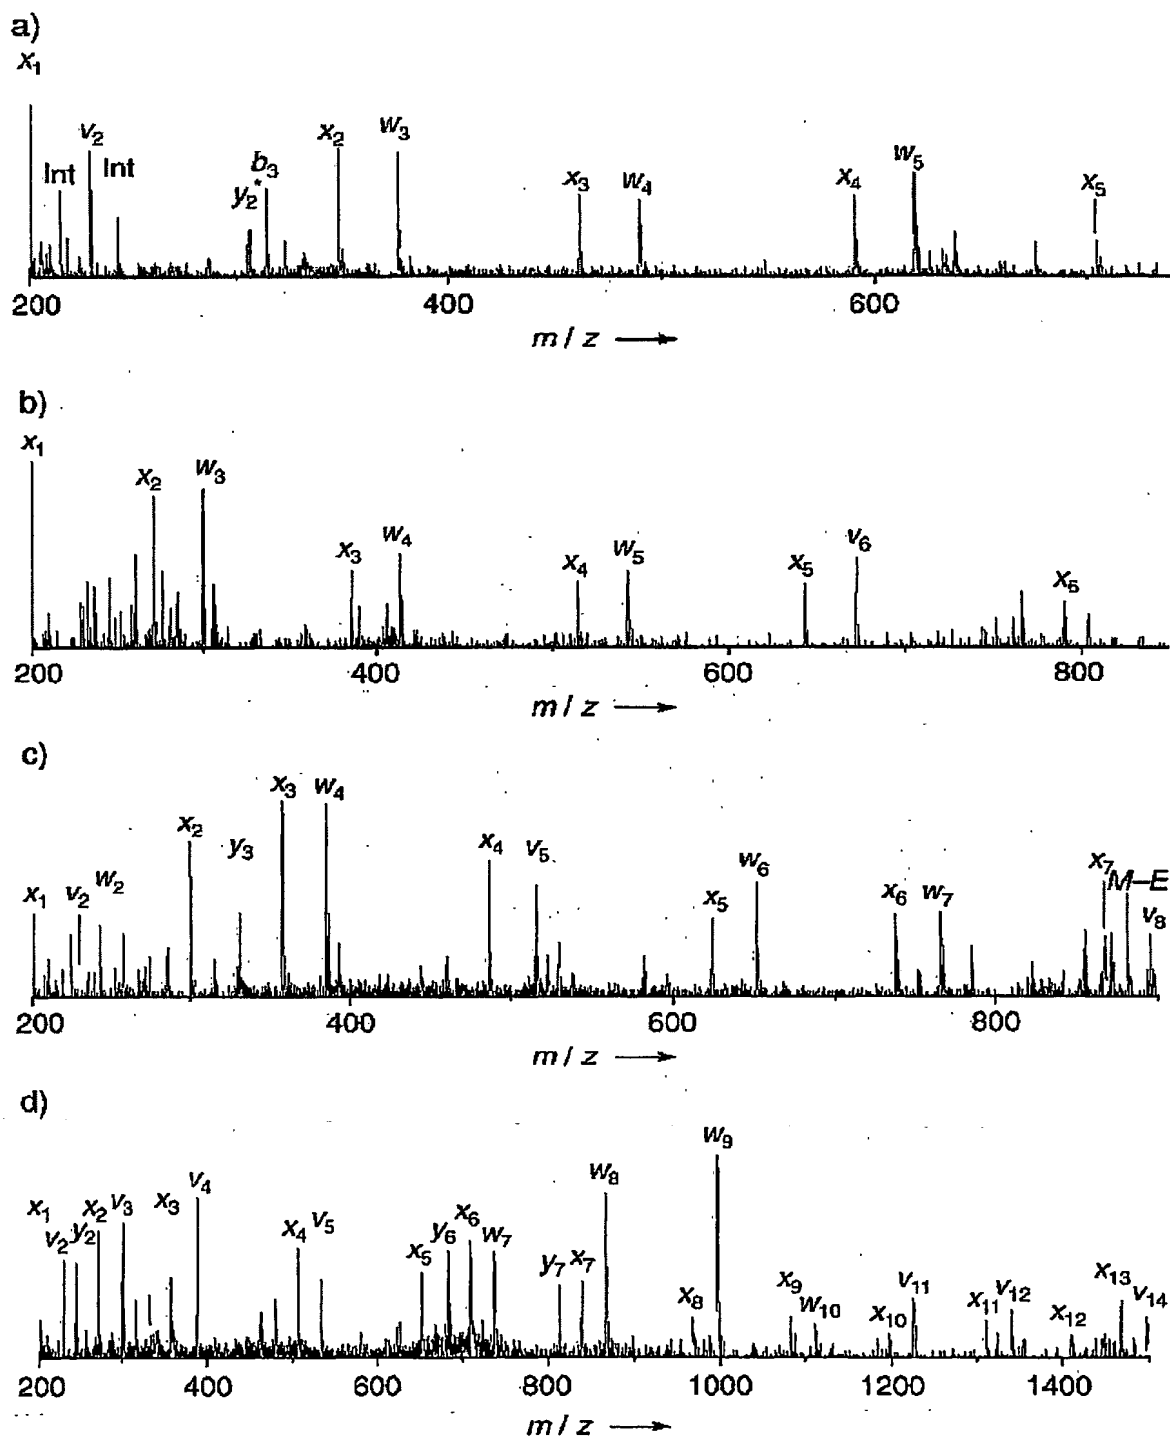 a)
x₁
Int v₂ Int y₂* b₃ x₂ w₃ x₃ w₄ x₄ w₅ x₅
200 400 600
m / z ⟶
b)
x₁
x₂ w₃ x₃ w₄ x₄ w₅ x₅ v₆ x₆
200 400 600 800
m / z ⟶
c)
x₁ v₂ w₂ x₂ y₃ x₃ w₄ x₄ v₅ x₅ w₆ x₆ w₇ x₇ M–E v₈
200 400 600 800
m / z ⟶
d)
x₁ v₂ y₂ x₂ v₃ x₃ v₄ x₄ v₅ x₅ y₆ x₆ w₇ y₇ x₇ w₈ x₈ w₉ x₉ w₁₀ x₁₀ v₁₁ x₁₁ v₁₂ x₁₂ x₁₃ v₁₄
200 400 600 800 1000 1200 1400
m / z ⟶